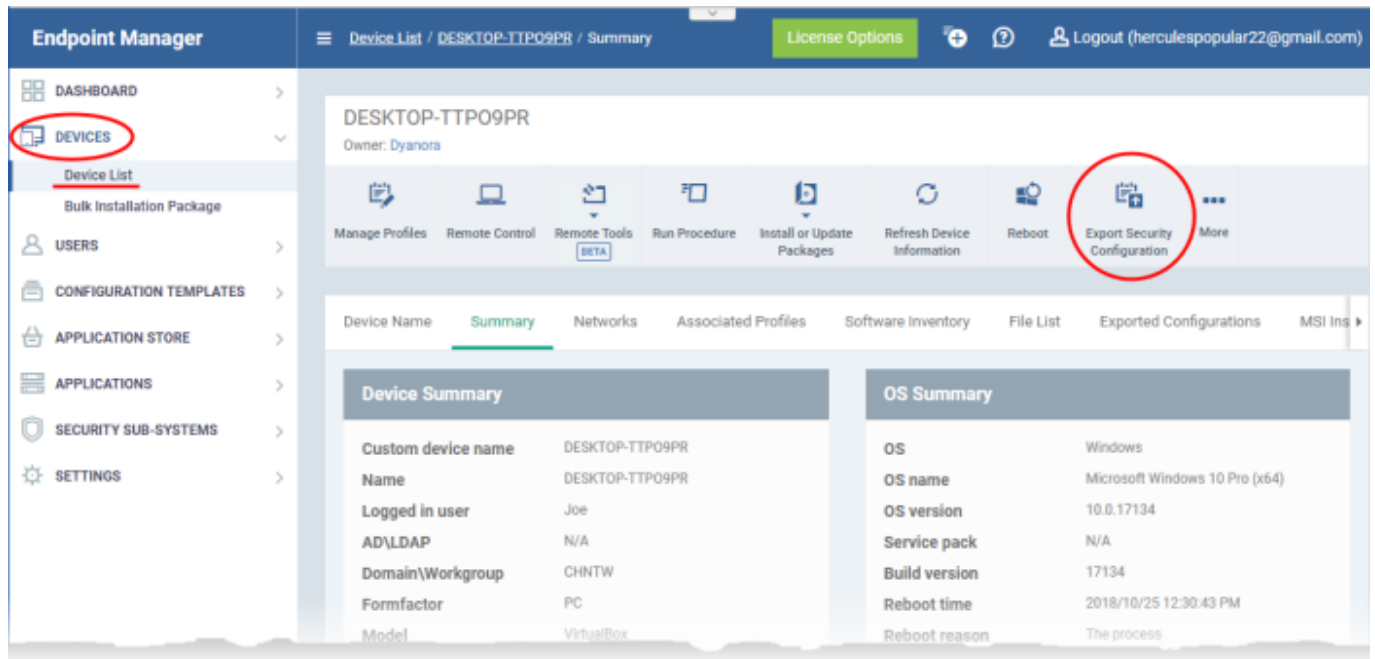 Endpoint Manager
Device List / DESKTOP-TTPO9PR / Summary
License Options
Logout (herculespopular22@gmail.com)
DASHBOARD
DEVICES
Device List
Bulk Installation Package
USERS
CONFIGURATION TEMPLATES
APPLICATION STORE
APPLICATIONS
SECURITY SUB-SYSTEMS
SETTINGS
DESKTOP-TTPO9PR
Owner: Dyanora
Manage Profiles
Remote Control
Remote Tools
BETA
Run Procedure
Install or Update
Packages
Refresh Device
Information
Reboot
Export Security
Configuration
More
Device Name Summary Networks Associated Profiles Software Inventory File List Exported Configurations MSI Ins
Device Summary
Custom device name DESKTOP-TTPO9PR
Name DESKTOP-TTPO9PR
Logged in user Joe
AD\LDAP N/A
Domain\Workgroup CHNTW
Formfactor PC
Model VirtualBox
OS Summary
OS Windows
OS name Microsoft Windows 10 Pro (x64)
OS version 10.0.17134
Service pack N/A
Build version 17134
Reboot time 2018/10/25 12:30:43 PM
Reboot reason The process